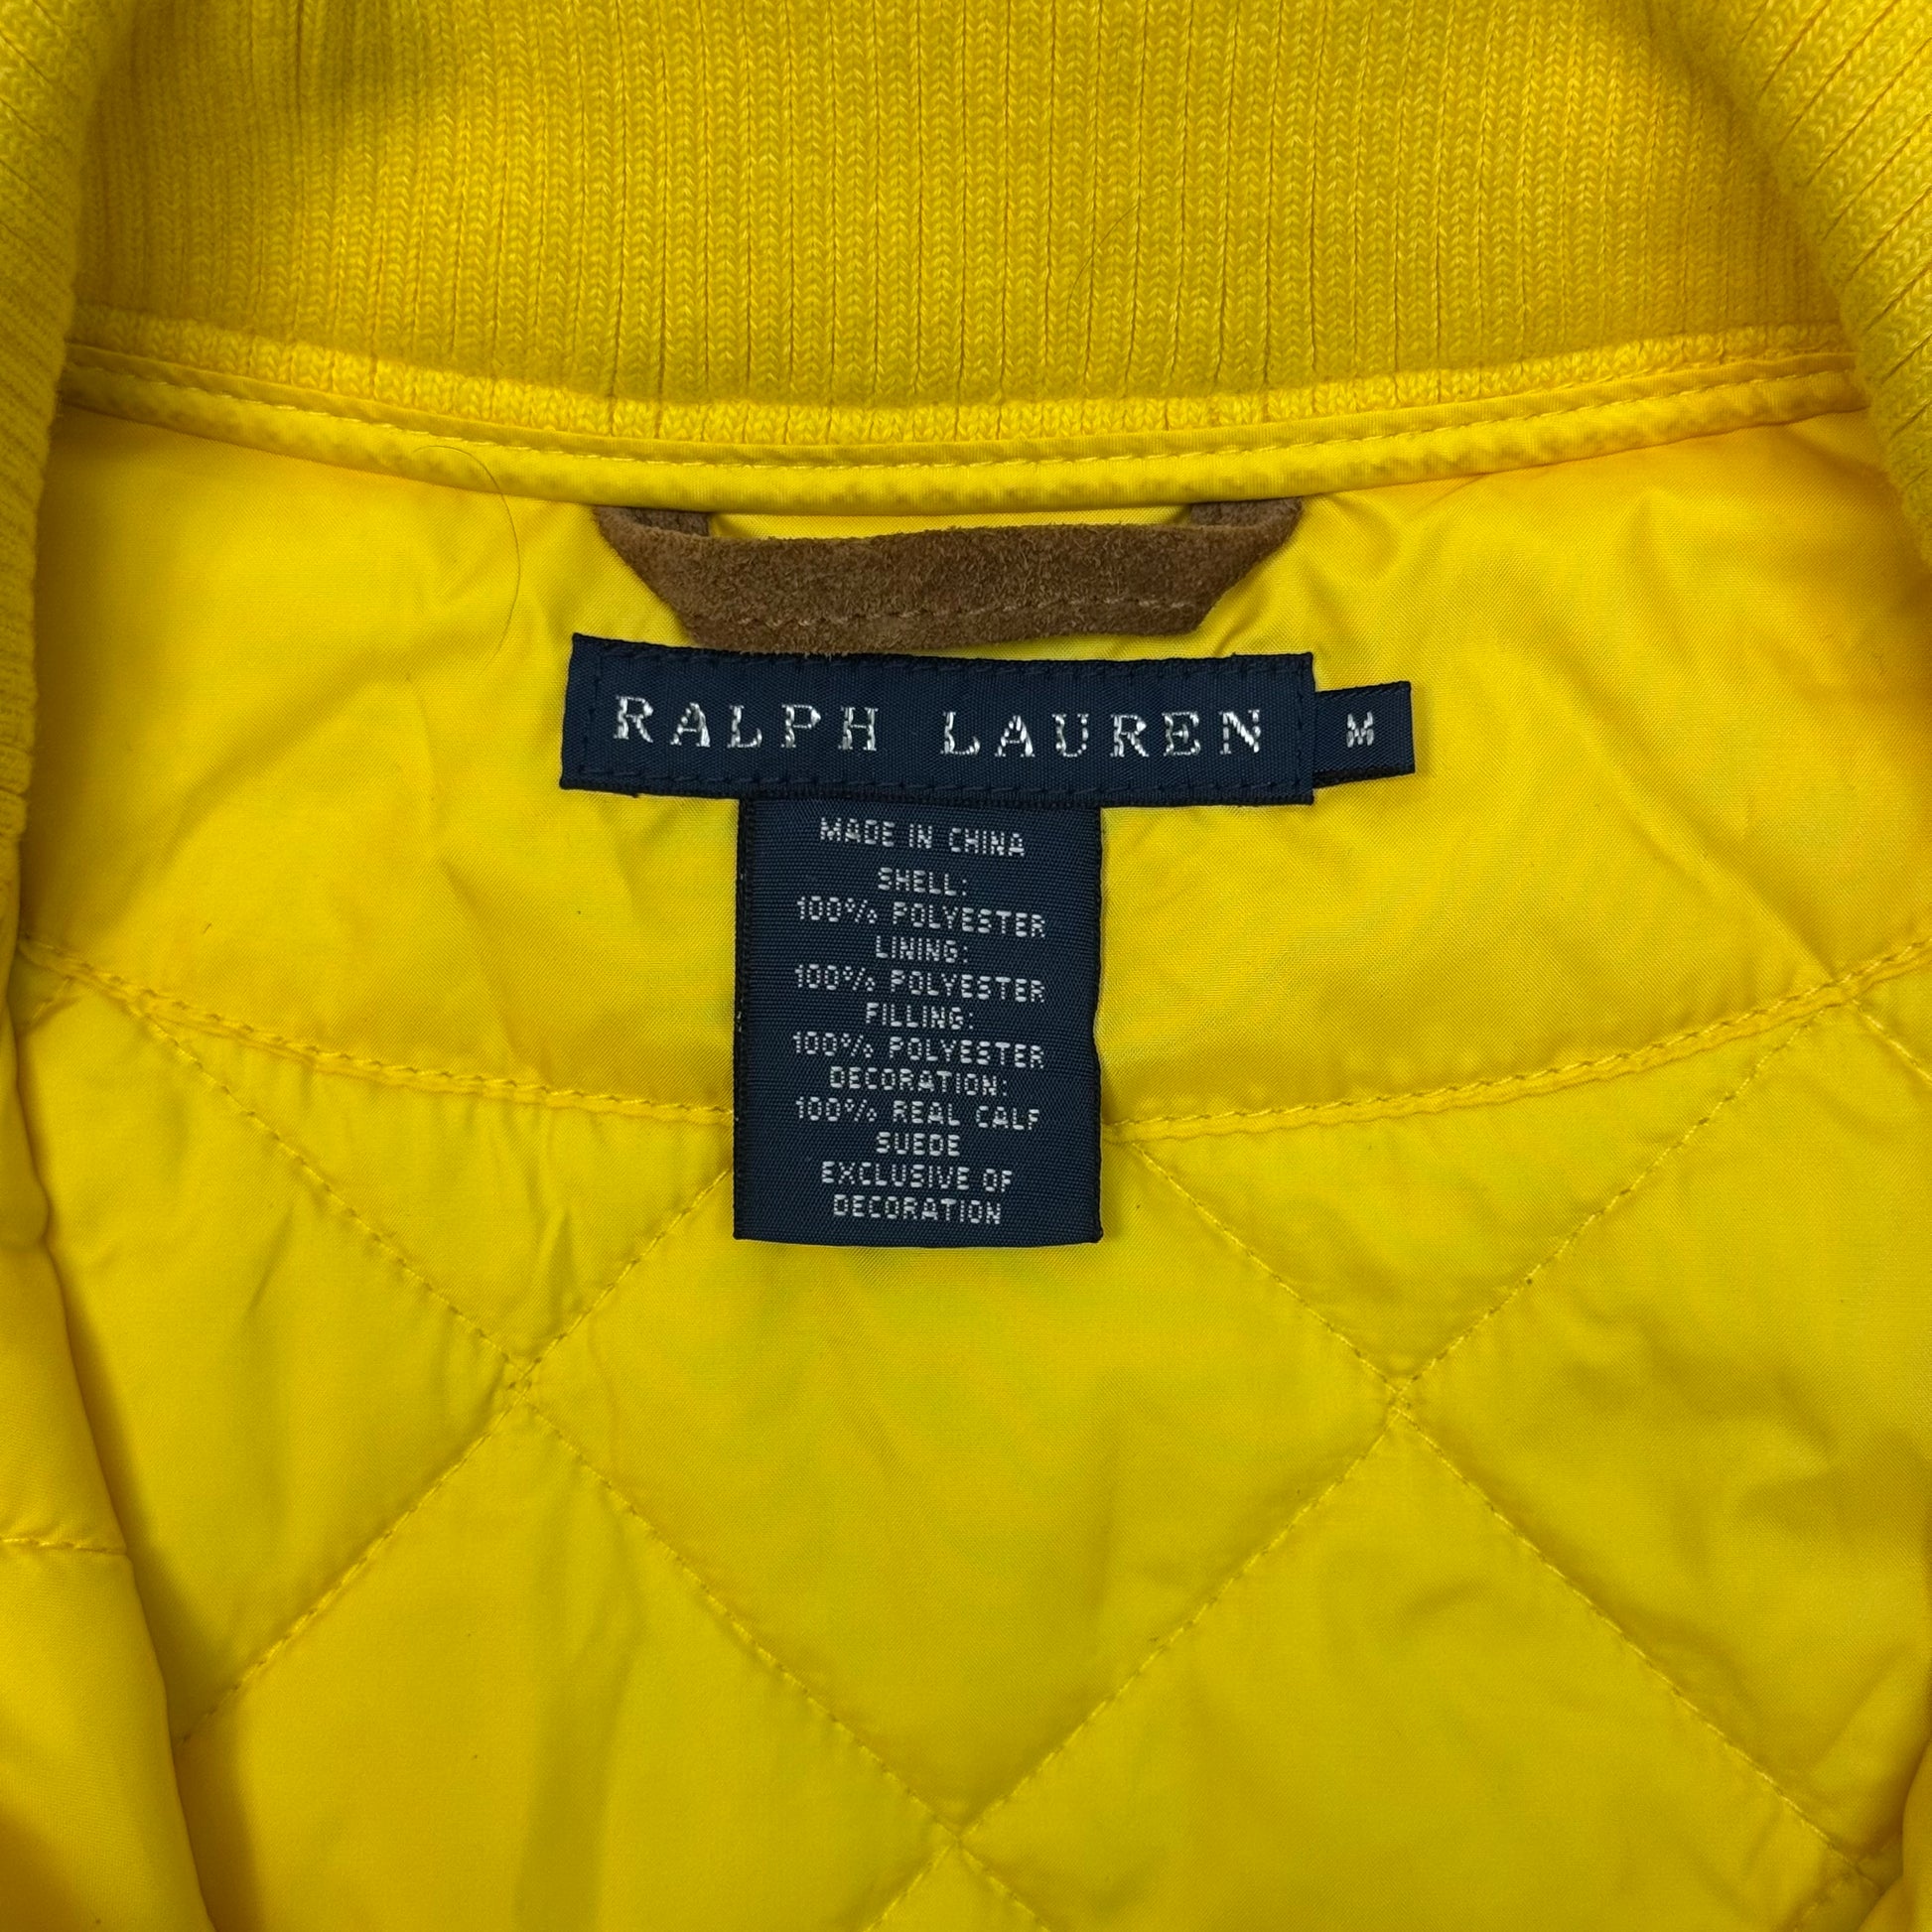 RALPH LAUREN M
MADE IN CHINA
SHELL:
100% POLYESTER
LINING:
100% POLYESTER
FILLING:
100% POLYESTER
DECORATION:
100% REAL CALF
SUEDE
EXCLUSIVE OF
DECORATION